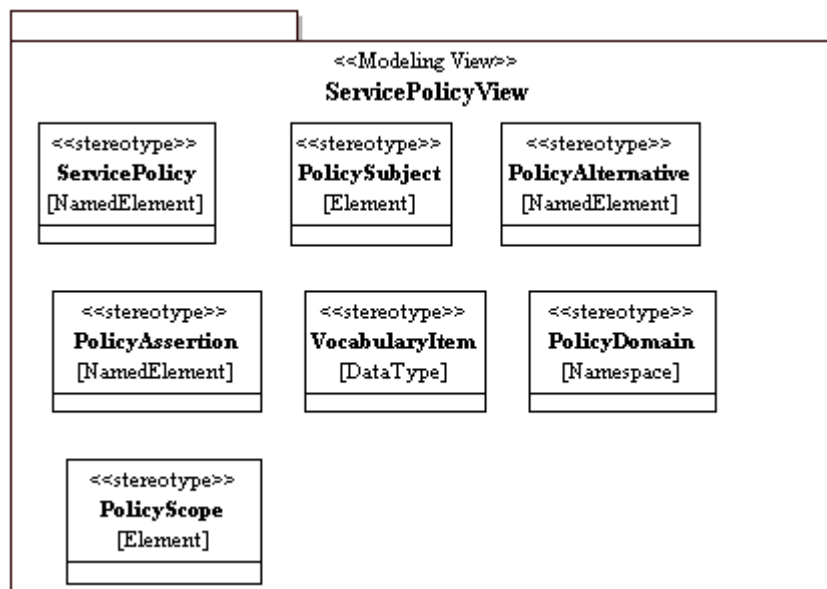 <<Modeling View>>
ServicePolicyView
<<stereotype>>
ServicePolicy
[NamedElement]
<<stereotype>>
PolicySubject
[Element]
<<stereotype>>
PolicyAlternative
[NamedElement]
<<stereotype>>
PolicyAssertion
[NamedElement]
<<stereotype>>
VocabularyItem
[DataType]
<<stereotype>>
PolicyDomain
[Namespace]
<<stereotype>>
PolicyScope
[Element]